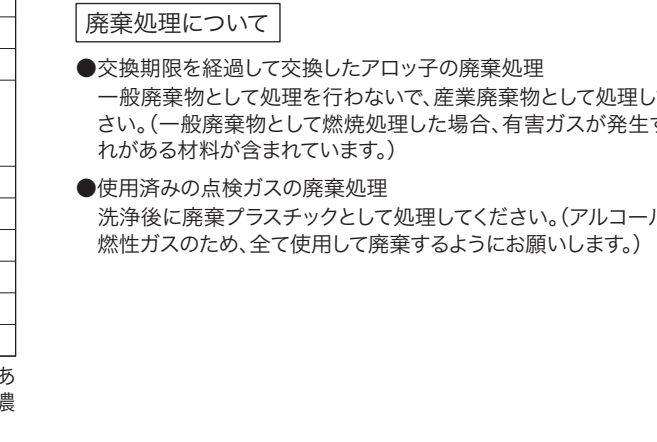 廃棄処理について
●交換期限を経過して交換したアロッ子の廃棄処理
一般廃棄物として処理を行わないで、産業廃棄物として処理し
さい。(一般廃棄物として燃焼処理した場合、有害ガスが発生
れがある材料が含まれています。)
●使用済みの点検ガスの廃棄処理
洗浄後に廃棄プラスチックとして処理してください。(アルコール
燃性ガスのため、全て使用して廃棄するようにお願いします。)
あ
濃